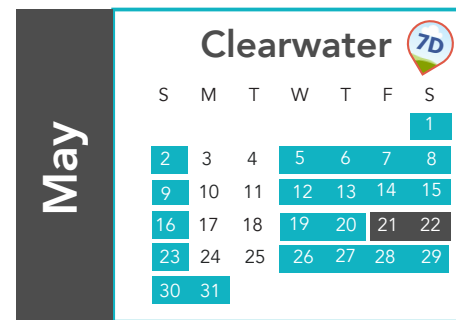 May
Clearwater 7D
S M T W T F S
1
2 3 4 5 6 7 8
9 10 11 12 13 14 15
16 17 18 19 20 21 22
23 24 25 26 27 28 29
30 31